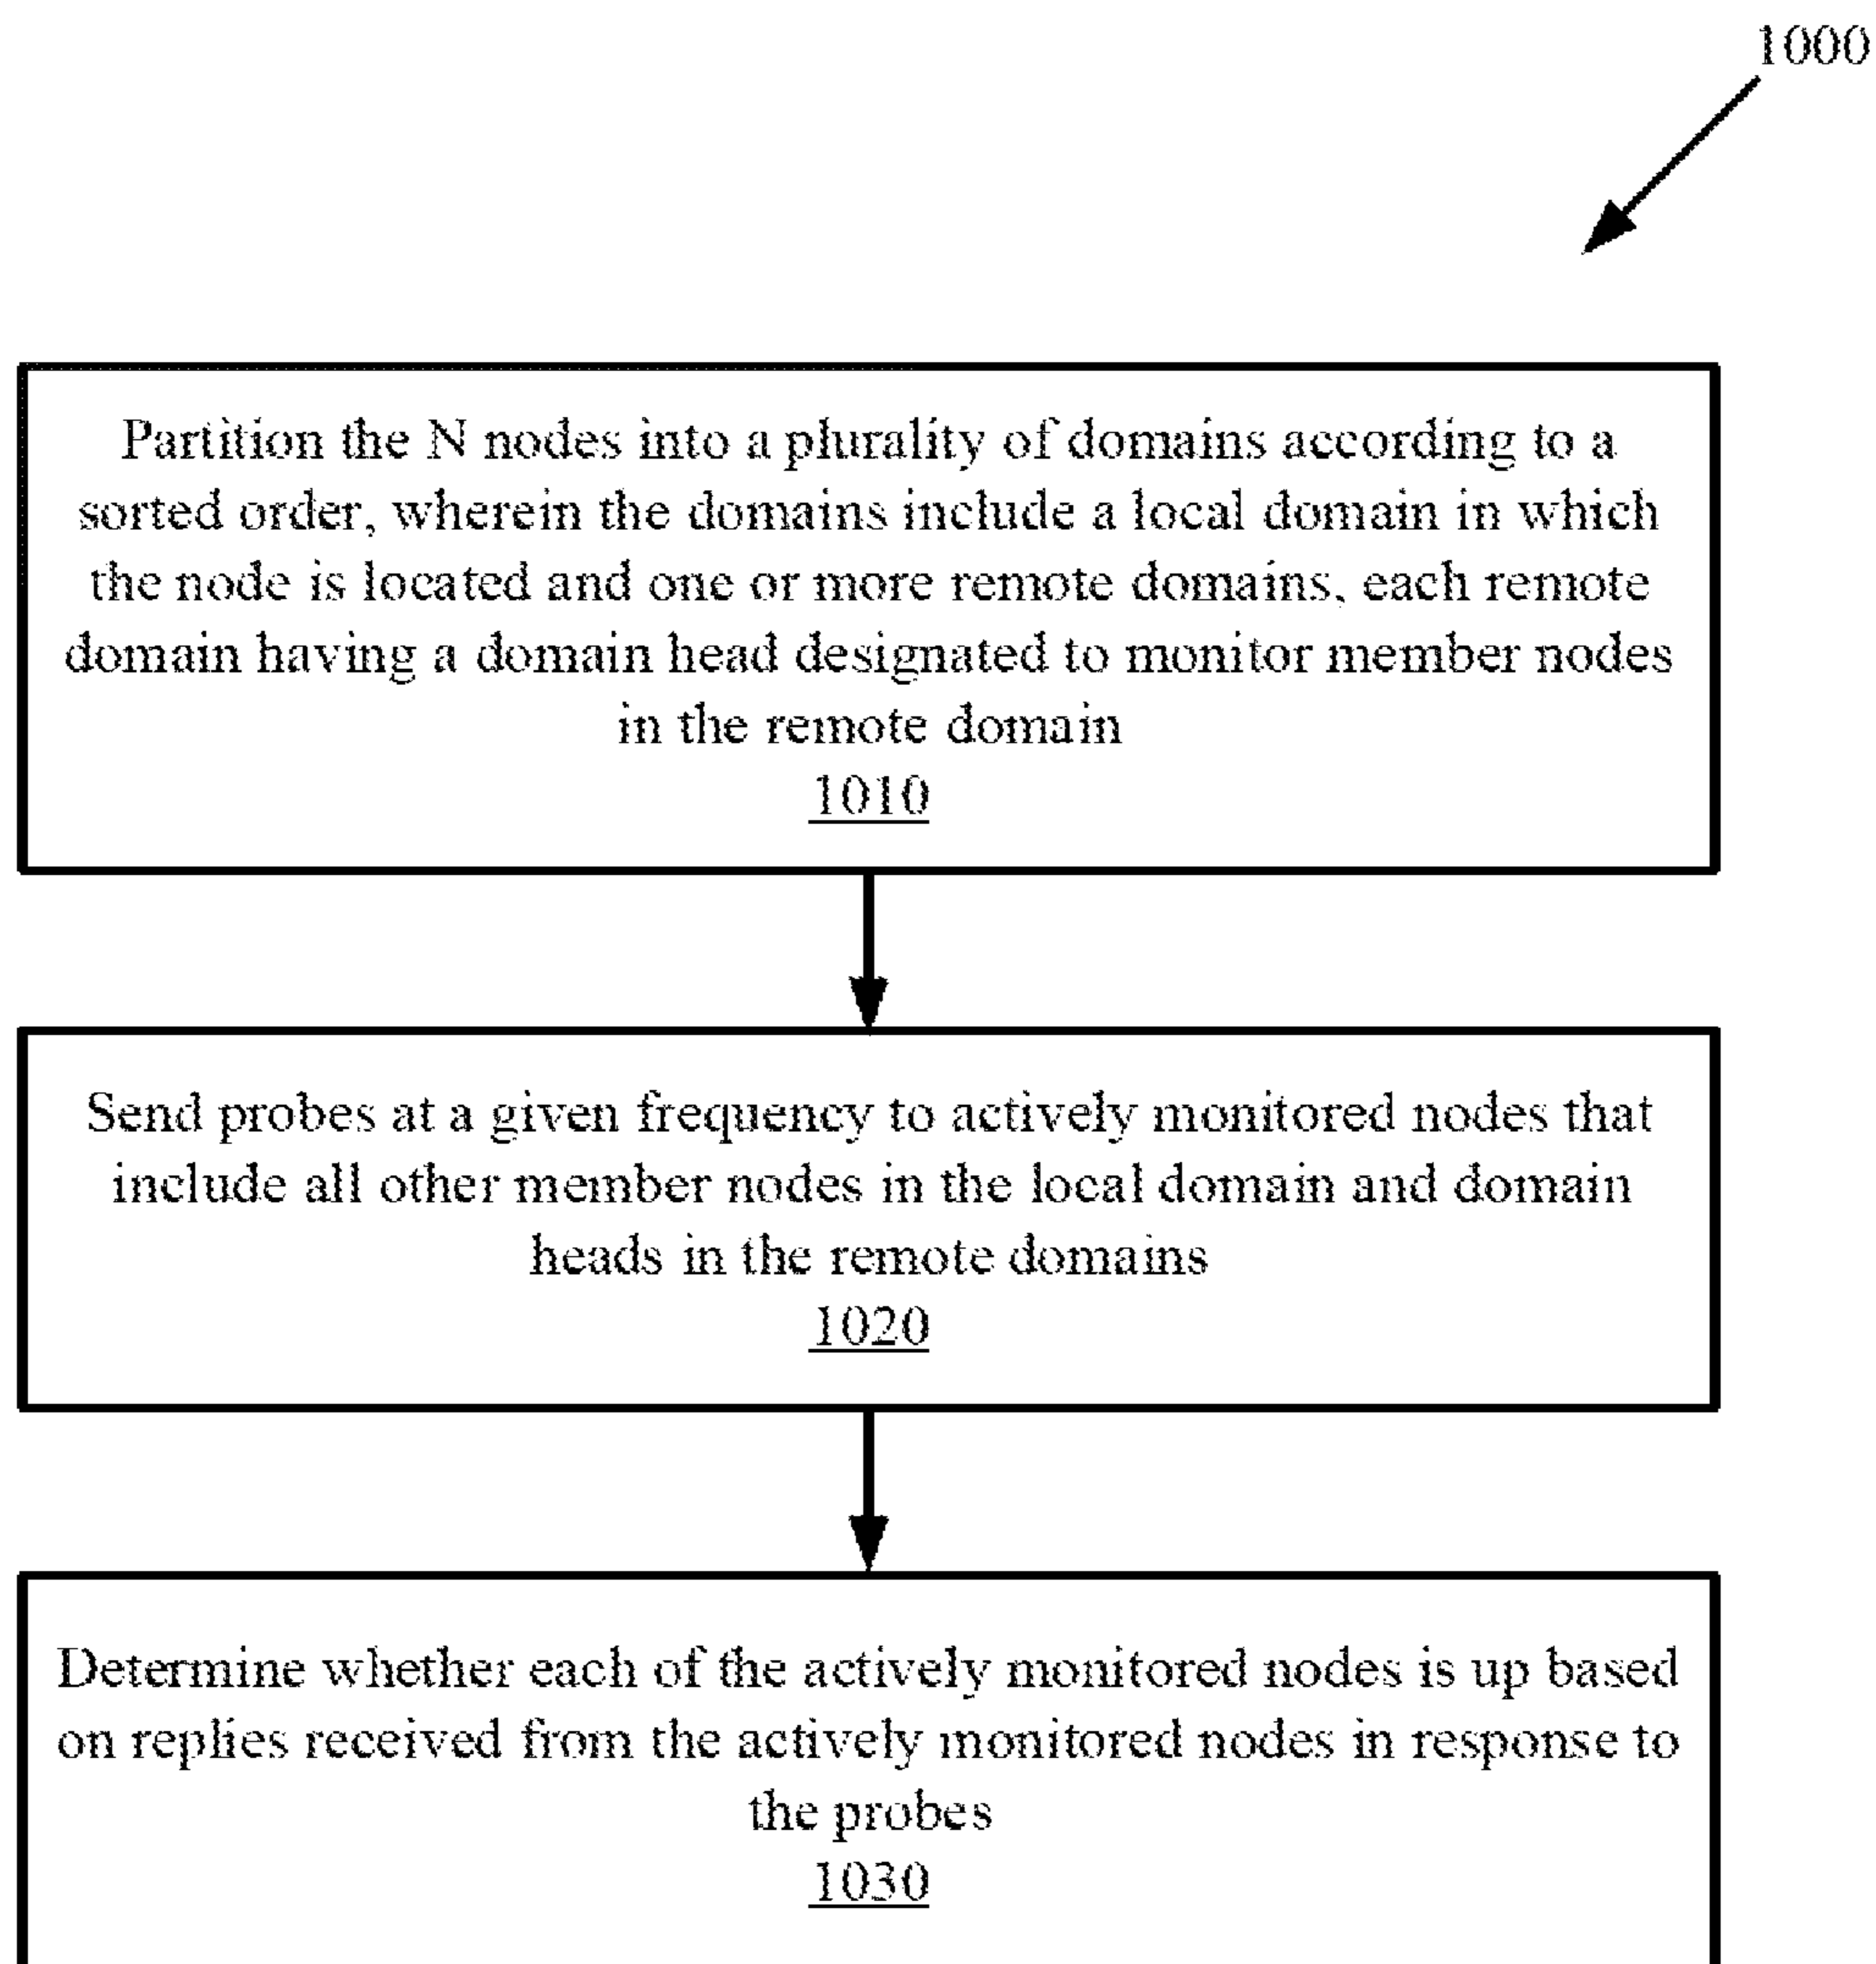 1000
Partition the N nodes into a plurality of domains according to a
sorted order, wherein the domains include a local domain in which
the node is located and one or more remote domains, each remote
domain having a domain head designated to monitor member nodes
in the remote domain
1010
Send probes at a given frequency to actively monitored nodes that
include all other member nodes in the local domain and domain
heads in the remote domains
1020
Determine whether each of the actively monitored nodes is up based
on replies received from the actively monitored nodes in response to
the probes
1030